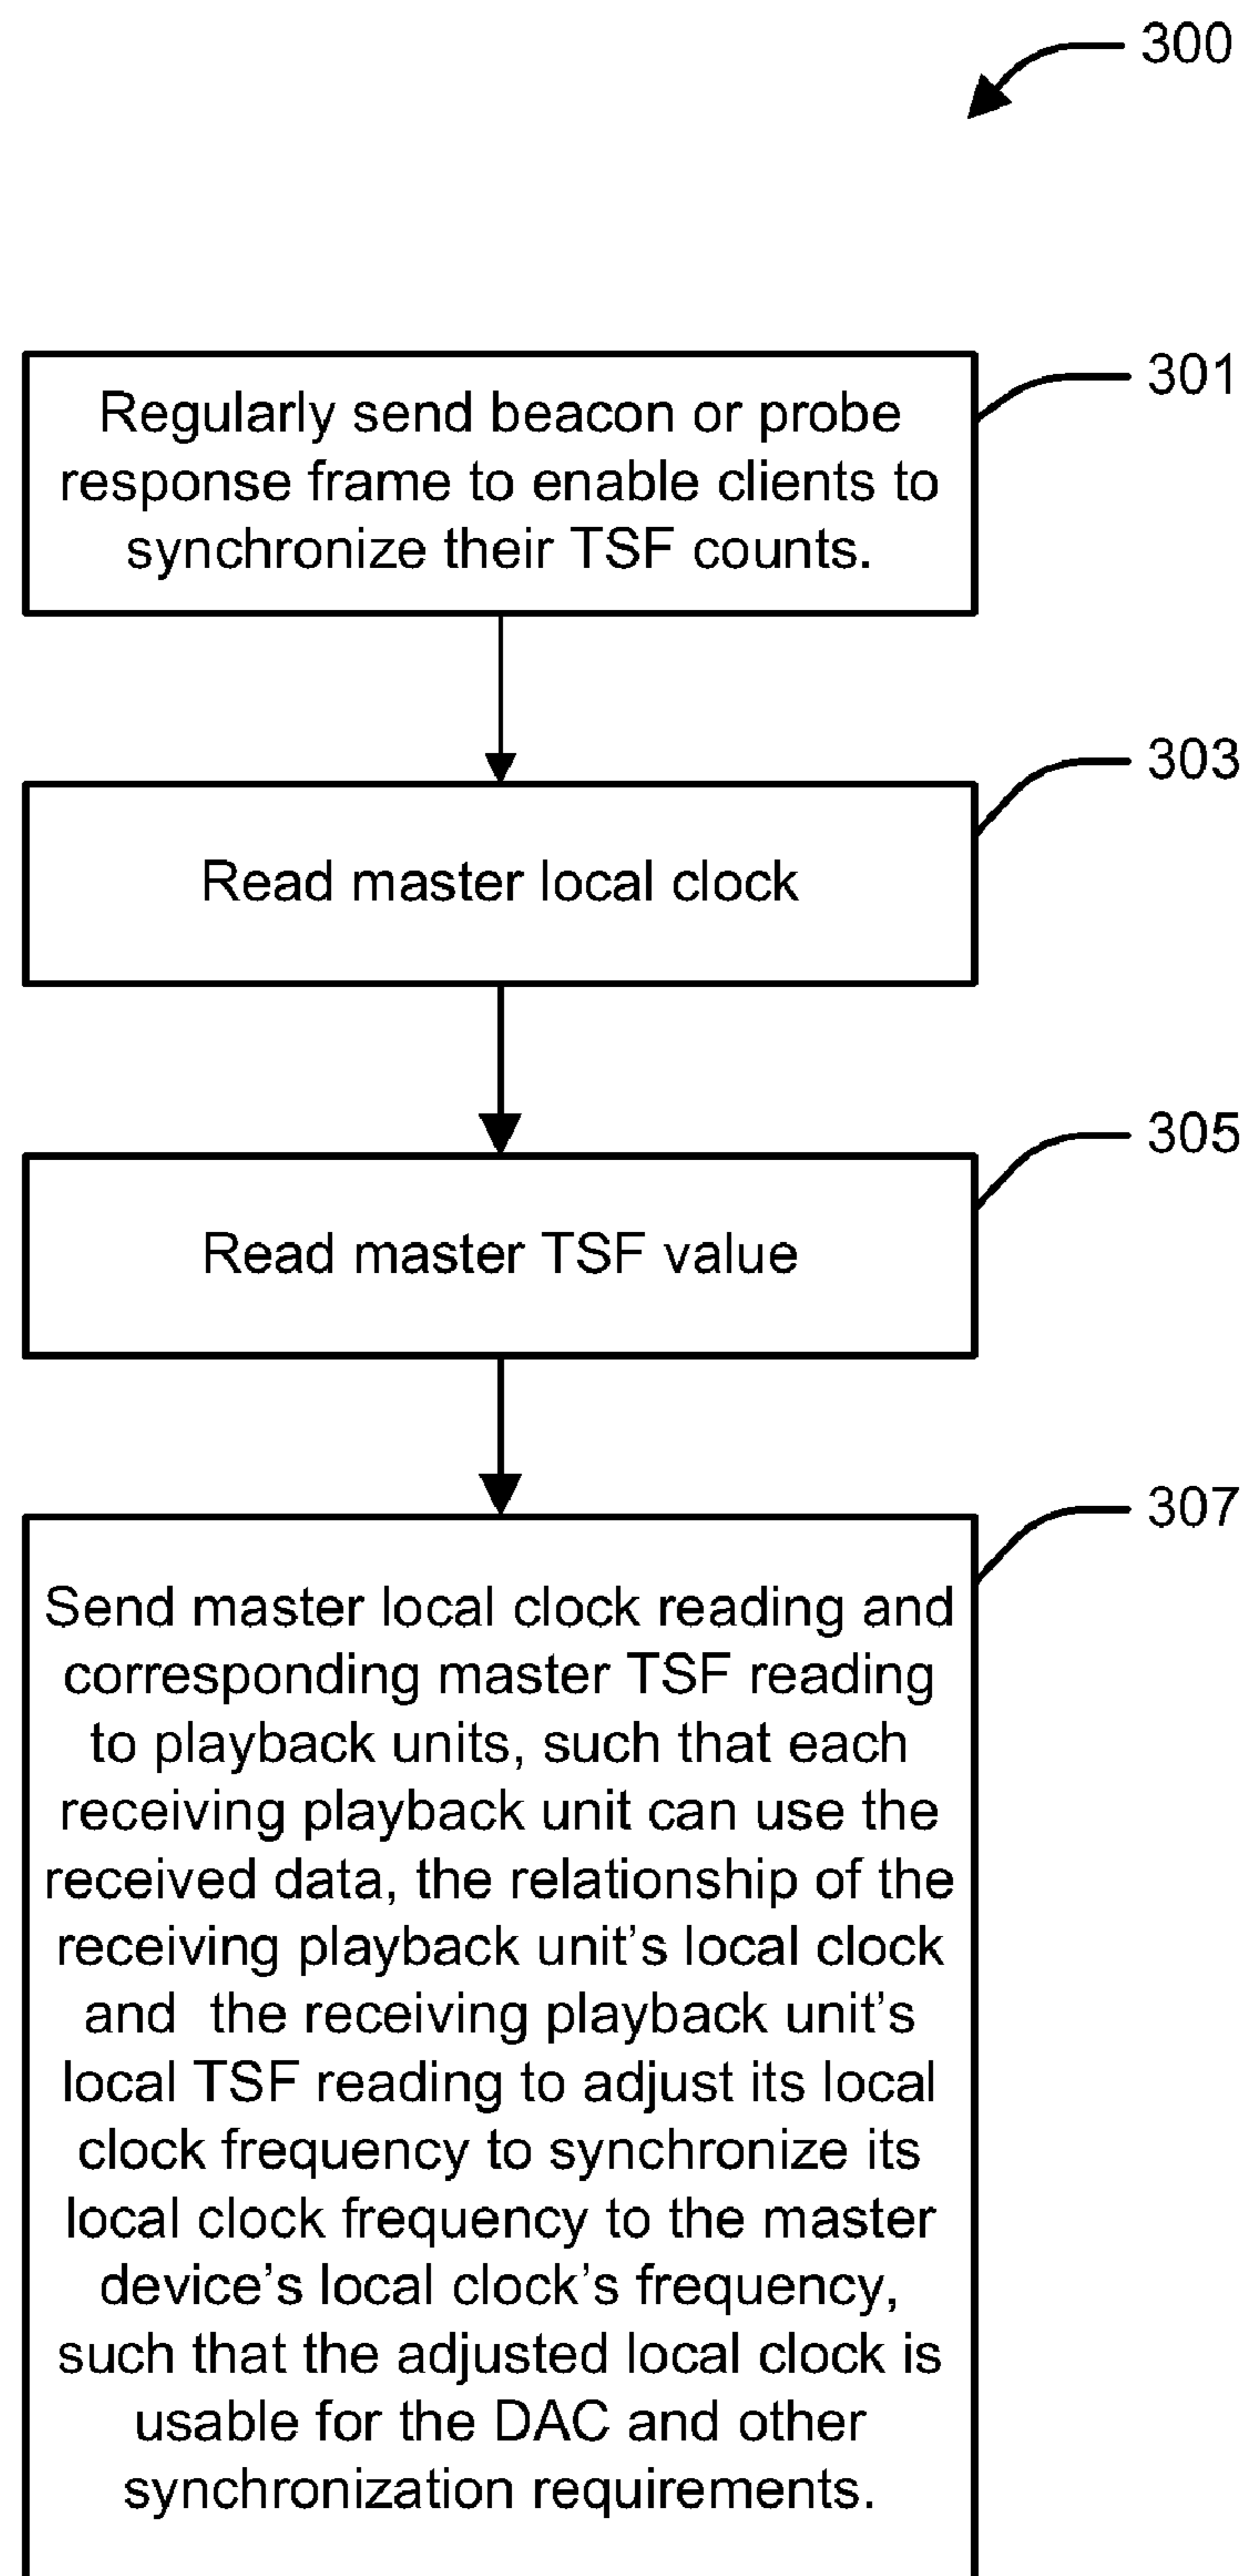 300
301
Regularly send beacon or probe
response frame to enable clients to
synchronize their TSF counts.
303
Read master local clock
305
Read master TSF value
307
Send master local clock reading and
corresponding master TSF reading
to playback units, such that each
receiving playback unit can use the
received data, the relationship of the
receiving playback unit’s local clock
and the receiving playback unit’s
local TSF reading to adjust its local
clock frequency to synchronize its
local clock frequency to the master
device’s local clock’s frequency,
such that the adjusted local clock is
usable for the DAC and other
synchronization requirements.